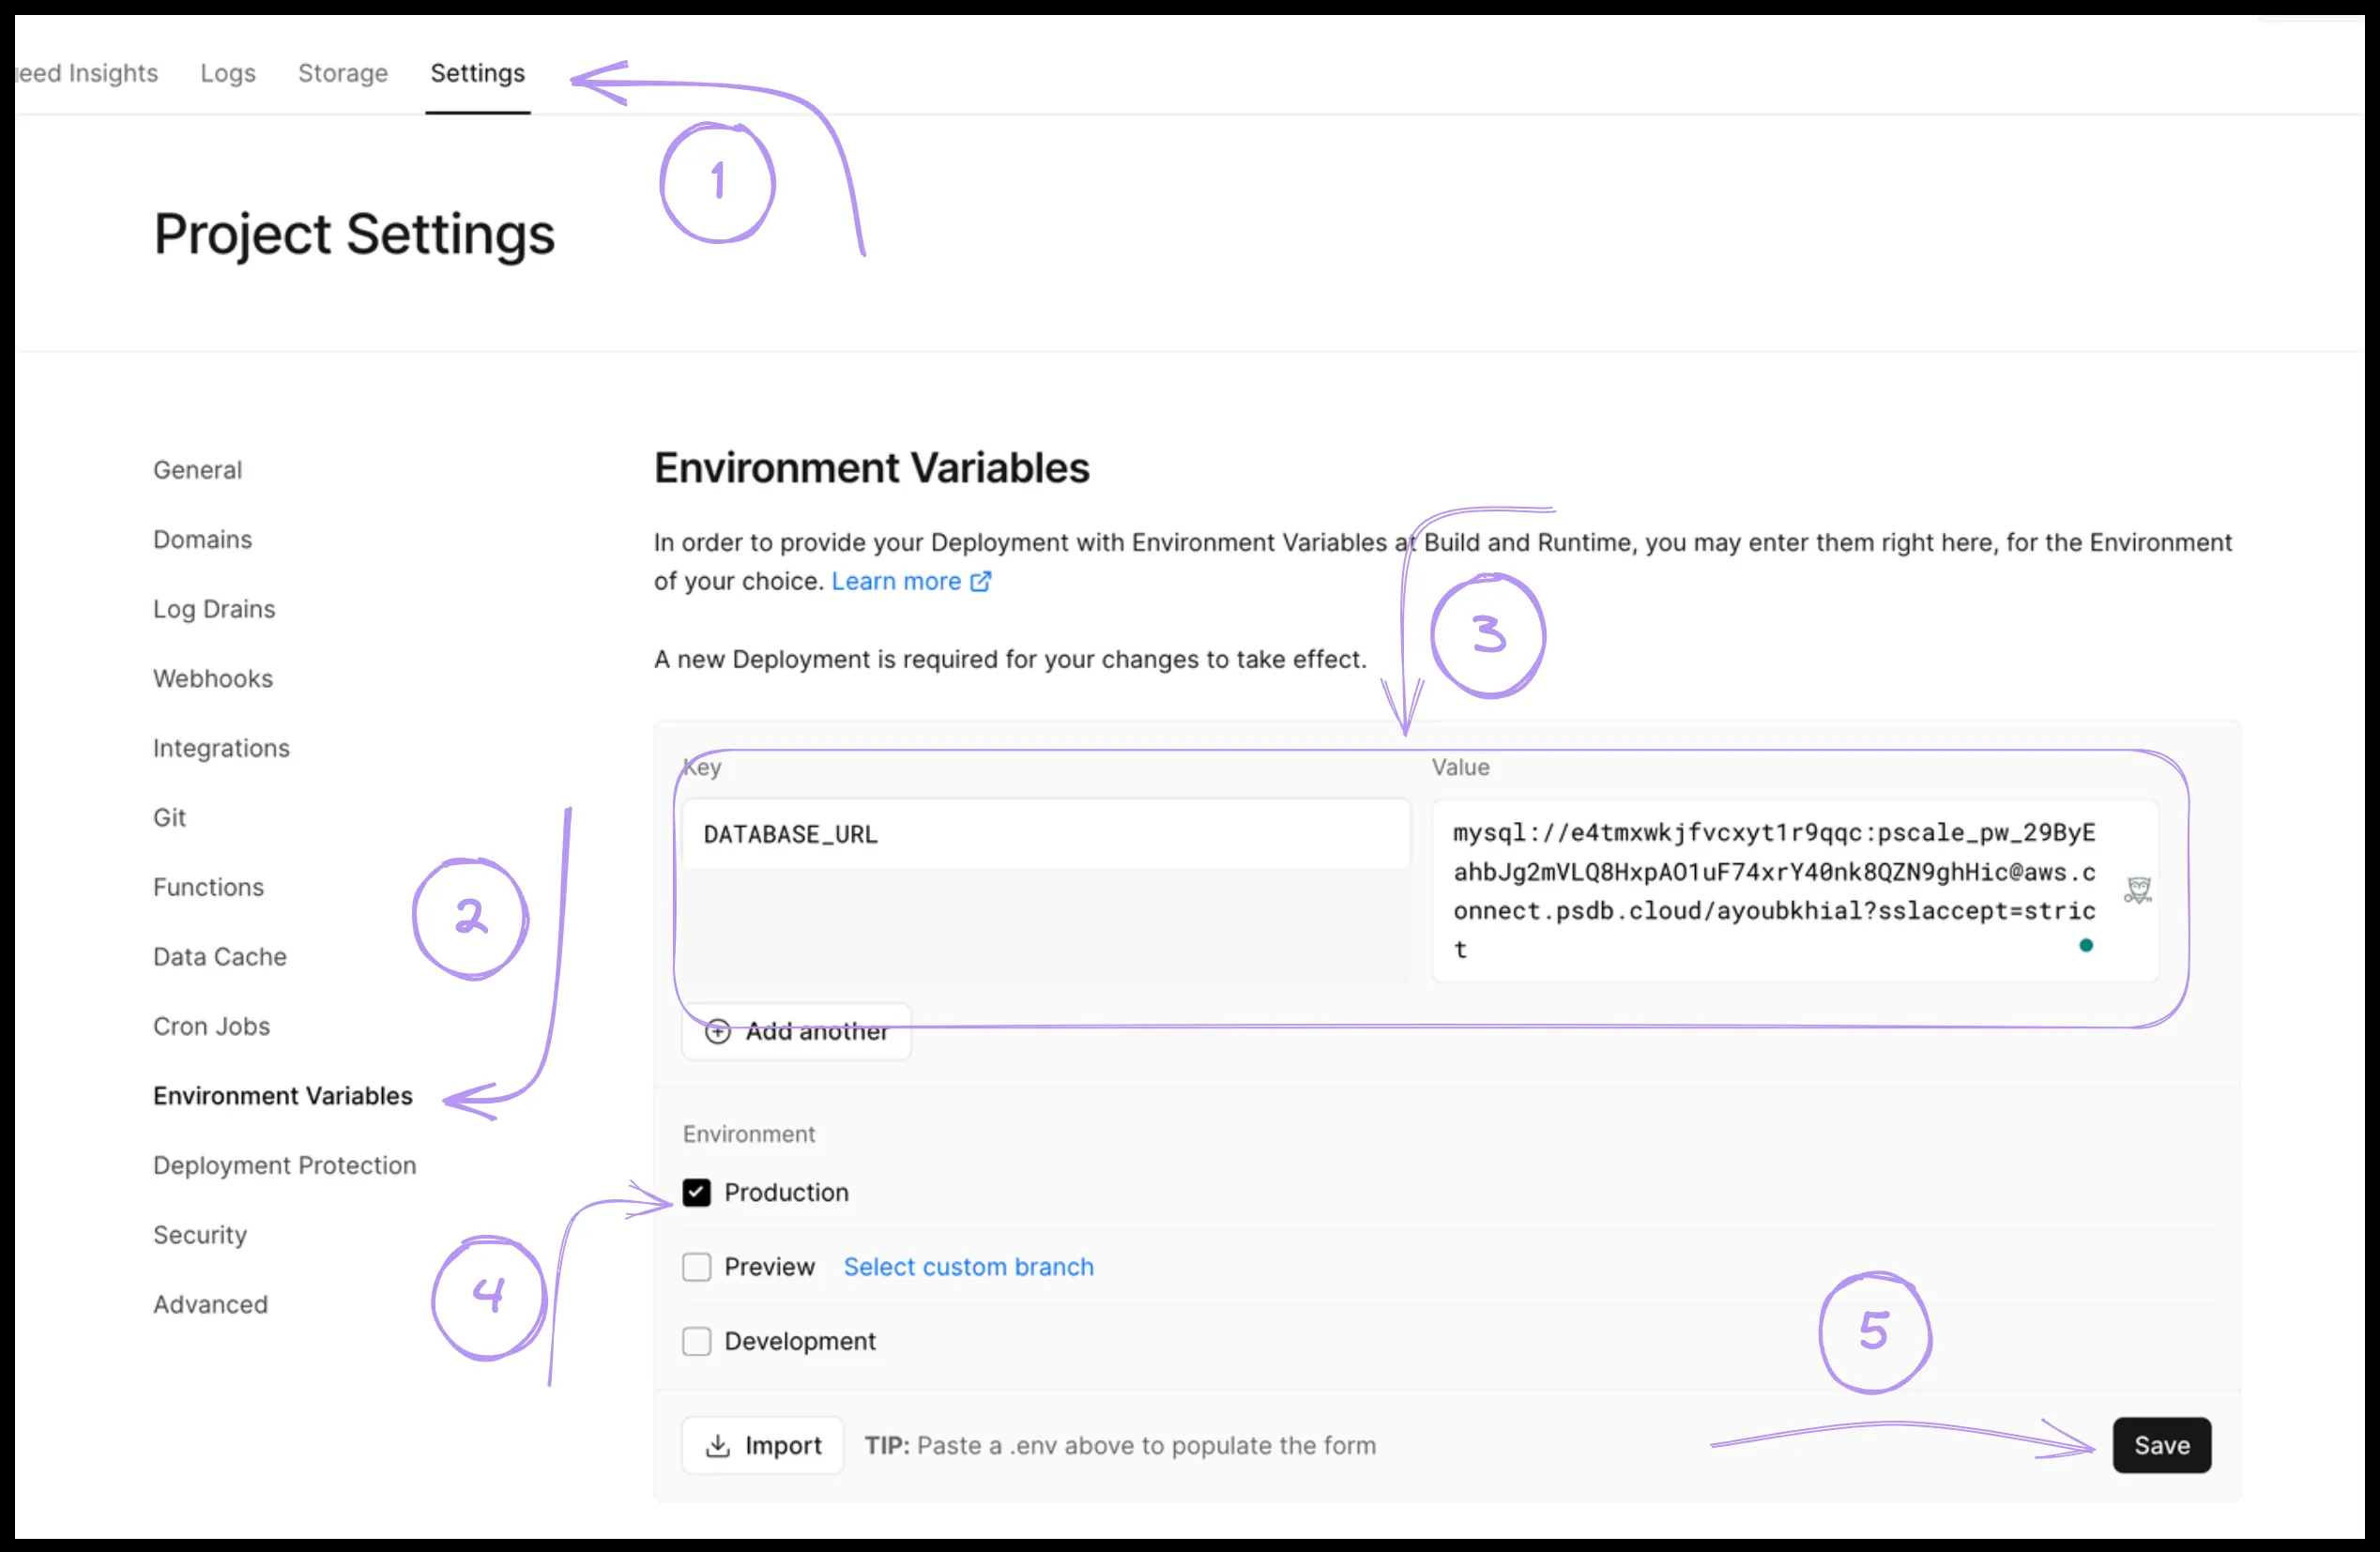 eed Insights Logs Storage Settings
1
Project Settings
General
Domains
Log Drains
Webhooks
Integrations
Git
Functions
Data Cache
Cron Jobs
Environment Variables
Deployment Protection
Security
Advanced
2
Environment Variables
In order to provide your Deployment with Environment Variables at Build and Runtime, you may enter them right here, for the Environment
of your choice. Learn more
A new Deployment is required for your changes to take effect.
3
Key Value
DATABASE_URL
mysql://e4tmxwkjfvcxyt1r9qqc:pscale_pw_29ByE
ahbJg2mVLQ8HxpAO1uF74xrY40nk8QZN9ghHic@aws.c
onnect.psdb.cloud/ayoubkhial?sslaccept=stric
t
Add another
Environment
4
Production
Preview Select custom branch
Development
5
Import TIP: Paste a .env above to populate the form Save